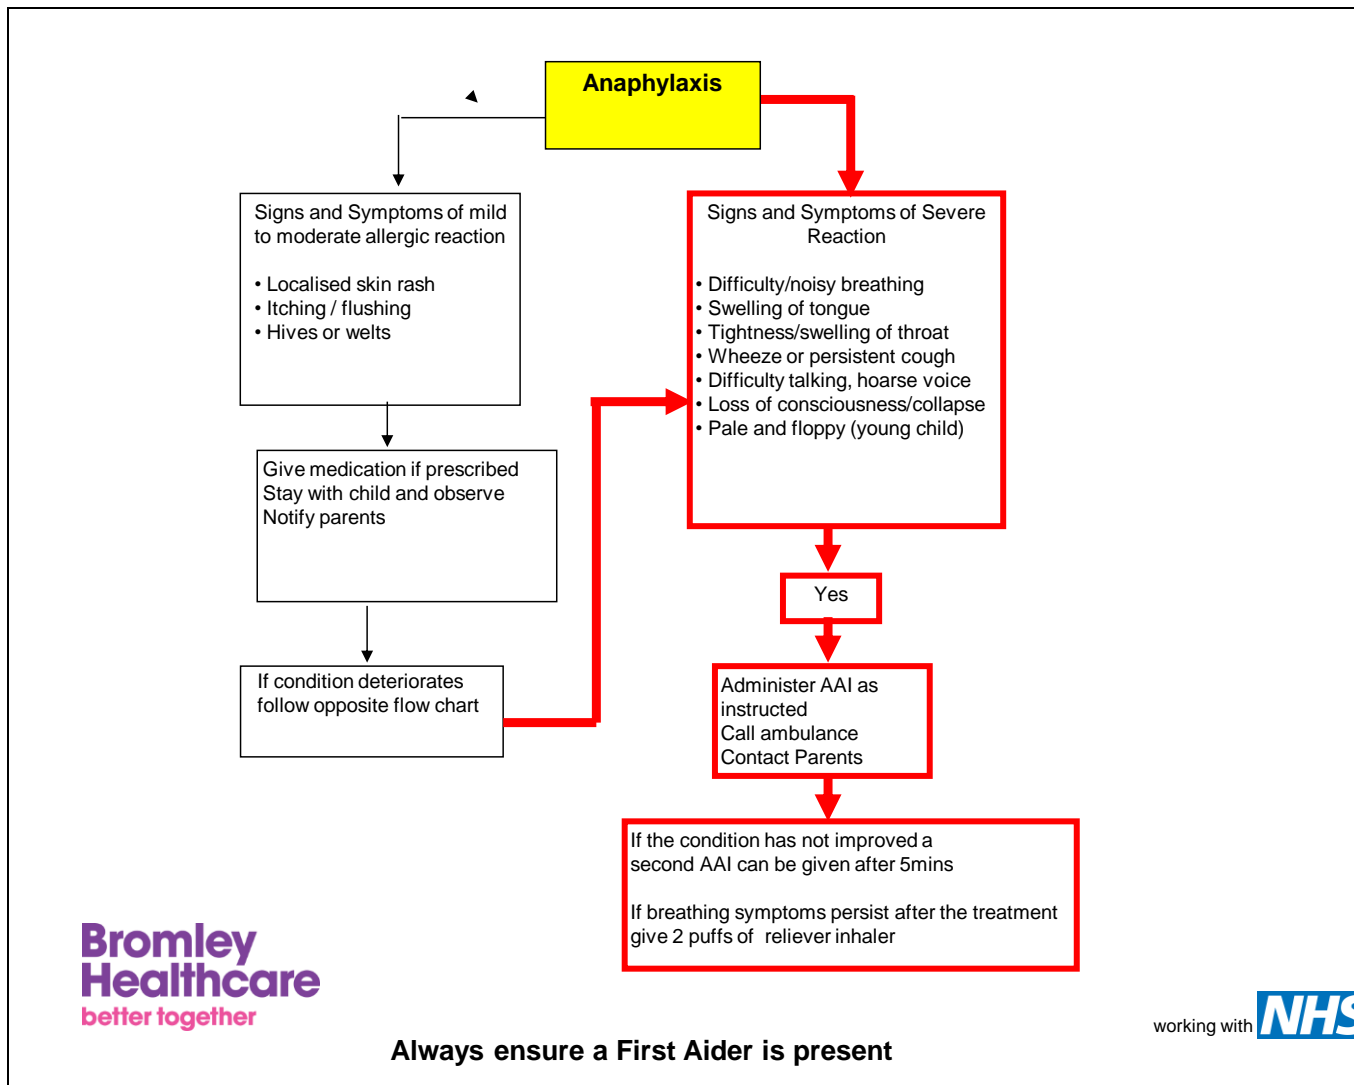 Anaphylaxis
Signs and Symptoms of mild
to moderate allergic reaction
• Localised skin rash
• Itching / flushing
• Hives or welts
Give medication if prescribed
Stay with child and observe
Notify parents
If condition deteriorates
follow opposite flow chart
Signs and Symptoms of Severe
Reaction
• Difficulty/noisy breathing
• Swelling of tongue
• Tightness/swelling of throat
• Wheeze or persistent cough
• Difficulty talking, hoarse voice
• Loss of consciousness/collapse
• Pale and floppy (young child)
Yes
Administer AAI as
instructed
Call ambulance
Contact Parents
If the condition has not improved a
second AAI can be given after 5mins
If breathing symptoms persist after the treatment
give 2 puffs of reliever inhaler
Bromley
Healthcare
better together
working with NHS
Always ensure a First Aider is present